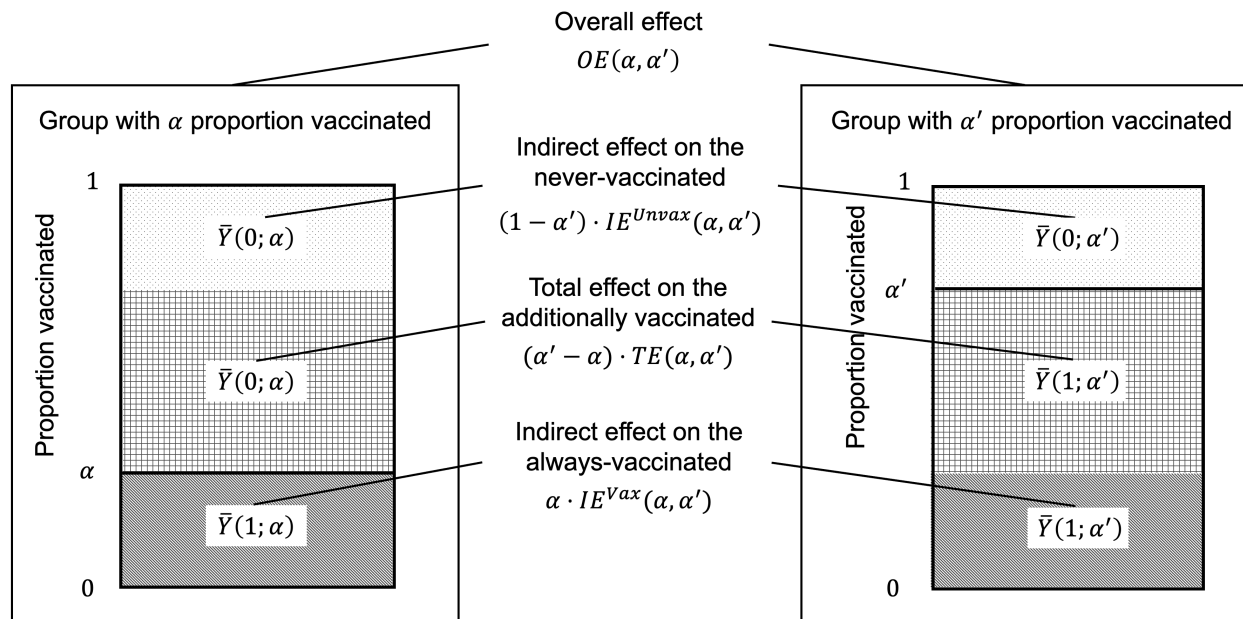 Overall effect
OE(α, α′)
Group with α proportion vaccinated
1
Proportion vaccinated
Ȳ(0; α)
Ȳ(0; α)
α
Ȳ(1; α)
0
Indirect effect on the
never-vaccinated
(1 − α′) · IE^{Unvax}(α, α′)
Total effect on the
additionally vaccinated
(α′ − α) · TE(α, α′)
Indirect effect on the
always-vaccinated
α · IE^{Vax}(α, α′)
Group with α′ proportion vaccinated
1
Proportion vaccinated
Ȳ(0; α′)
α′
Ȳ(1; α′)
Ȳ(1; α′)
0